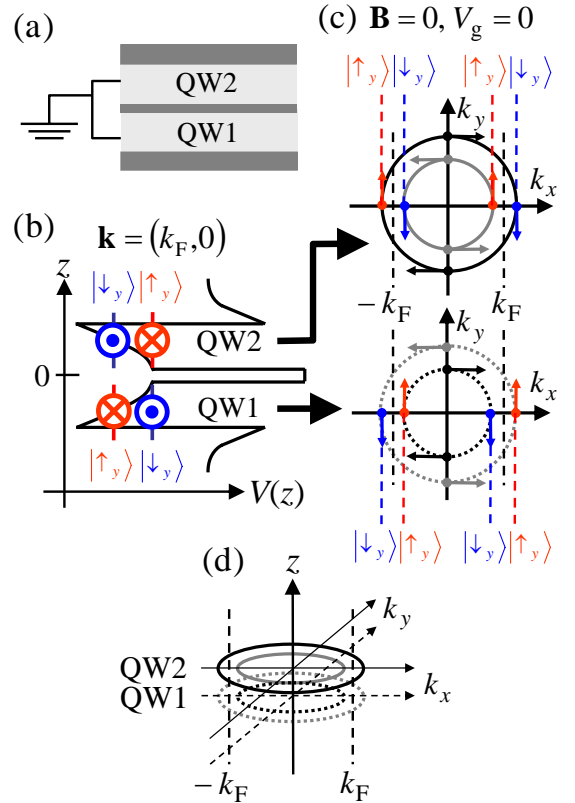 (a)
QW2
QW1
(b)
k = (k_F, 0)
z
|↓_y⟩ |↑_y⟩
QW2
0
QW1
|↑_y⟩ |↓_y⟩
V(z)
(c) B = 0, V_g = 0
|↑_y⟩ |↓_y⟩ |↑_y⟩ |↓_y⟩
k_y
k_x
−k_F k_F
k_y
k_x
|↓_y⟩ |↑_y⟩ |↓_y⟩ |↑_y⟩
(d)
z
k_y
QW2
QW1
k_x
−k_F k_F